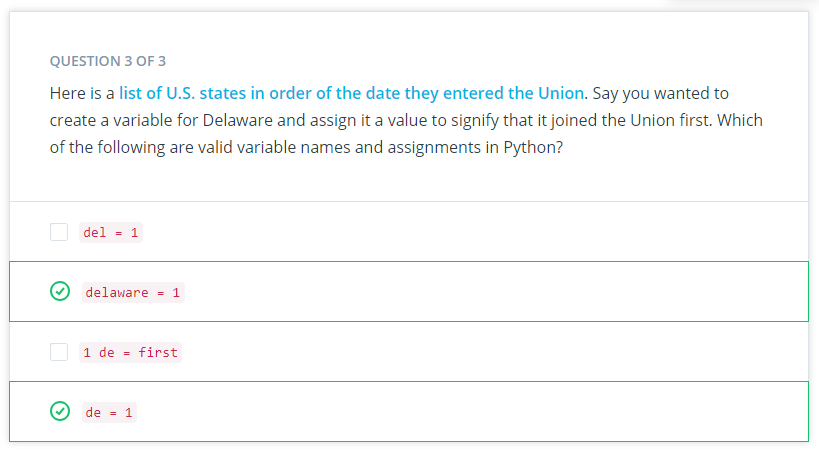 QUESTION 3 OF 3
Here is a list of U.S. states in order of the date they entered the Union. Say you wanted to
create a variable for Delaware and assign it a value to signify that it joined the Union first. Which
of the following are valid variable names and assignments in Python?
del = 1
delaware = 1
1 de = first
de = 1